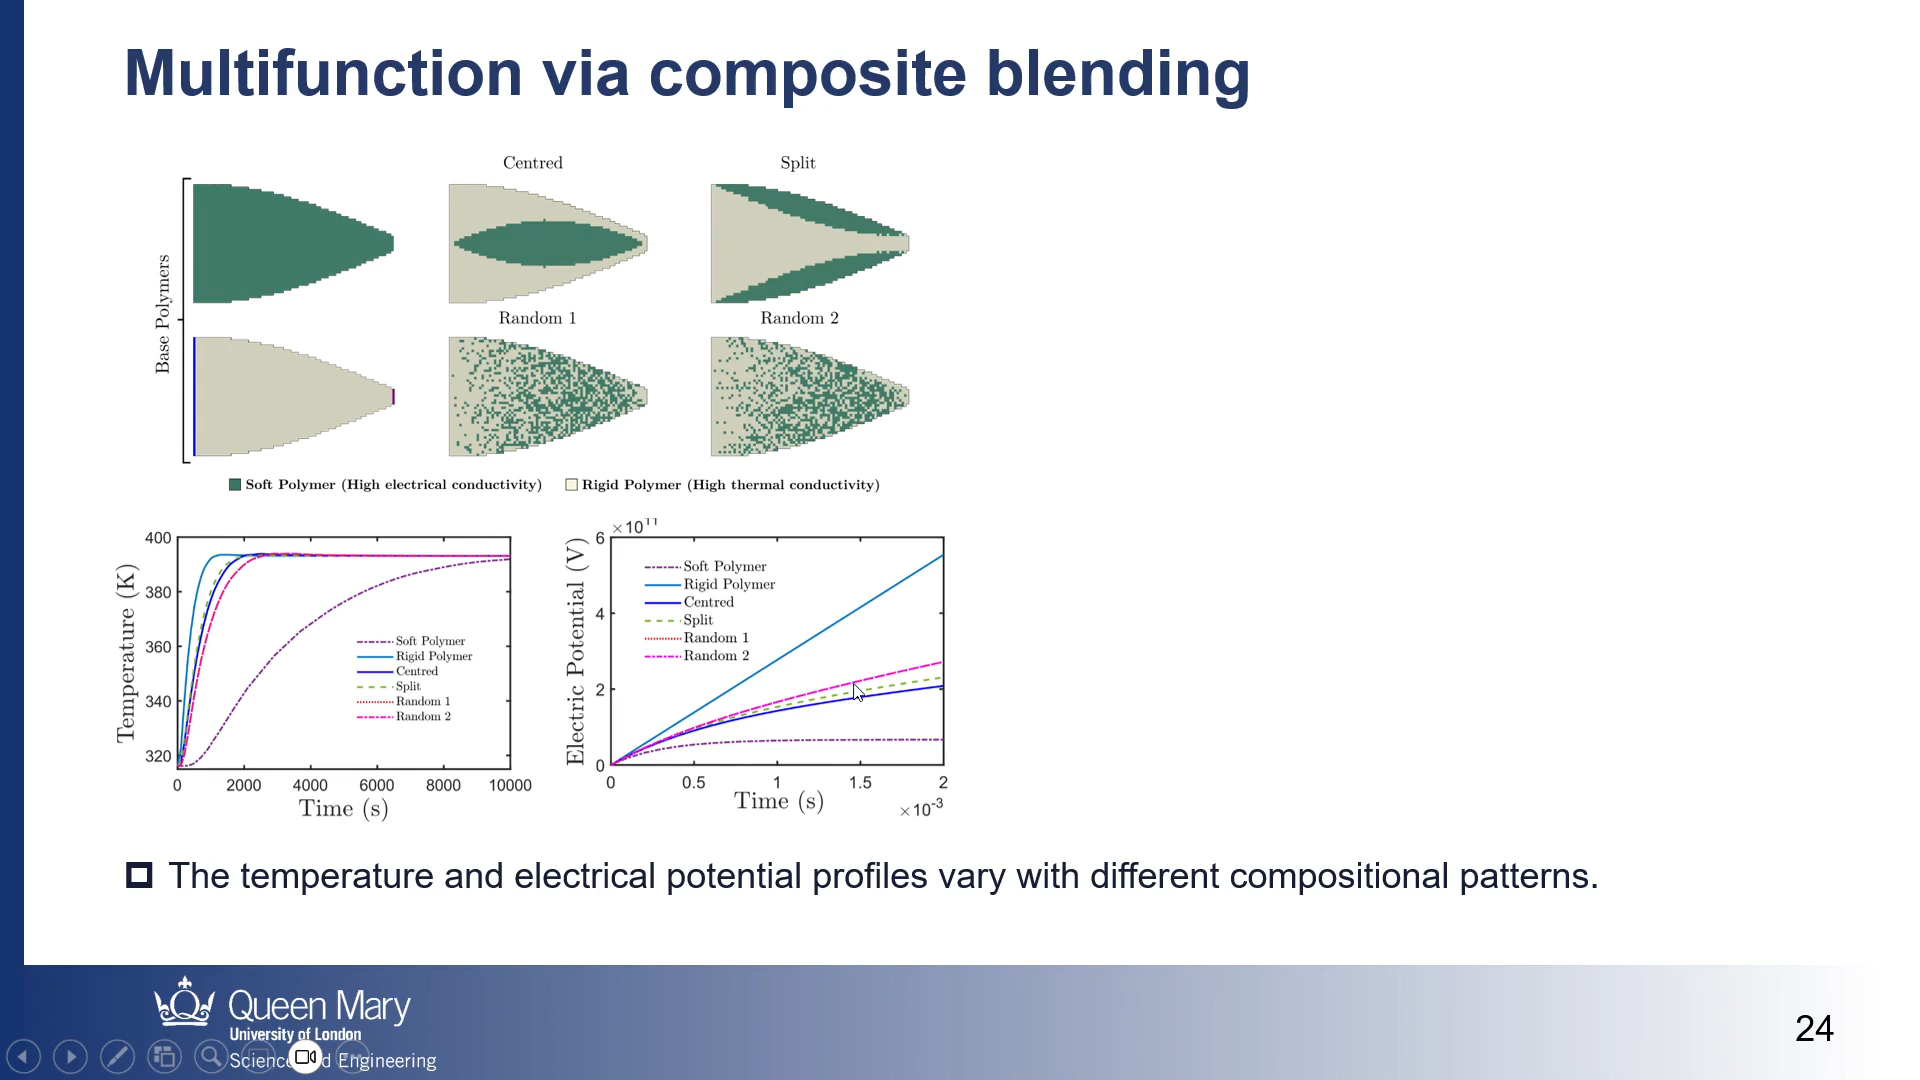 Multifunction via composite blending
Centred
Split
Base Polymers
Random 1
Random 2
Soft Polymer (High electrical conductivity)
Rigid Polymer (High thermal conductivity)
Temperature (K)
400
380
360
340
320
0 2000 4000 6000 8000 10000
Time (s)
Soft Polymer
Rigid Polymer
Centred
Split
Random 1
Random 2
Electric Potential (V)
×10¹¹
6
4
2
0
0 0.5 1 1.5 2
Time (s)
×10⁻³
Soft Polymer
Rigid Polymer
Centred
Split
Random 1
Random 2
The temperature and electrical potential profiles vary with different compositional patterns.
Queen Mary
University of London
Engineering
24